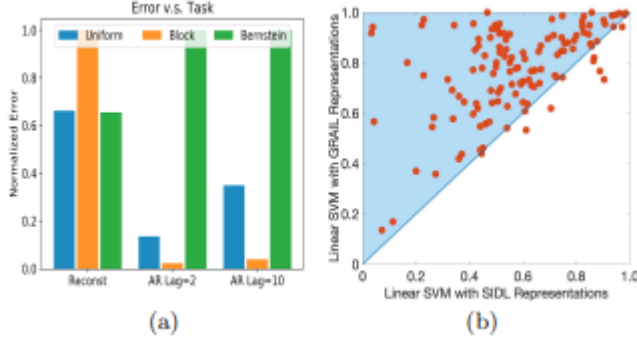 Error v.s. Task
Uniform Block Bernstein
Normalized Error
1.0
0.8
0.6
0.4
0.2
0.0
Reconst AR Lag=2 AR Lag=10
(a)
Linear SVM with GRAIL Representations
1.0
0.8
0.6
0.4
0.2
0
0 0.2 0.4 0.6 0.8 1.0
Linear SVM with SIDL Representations
(b)